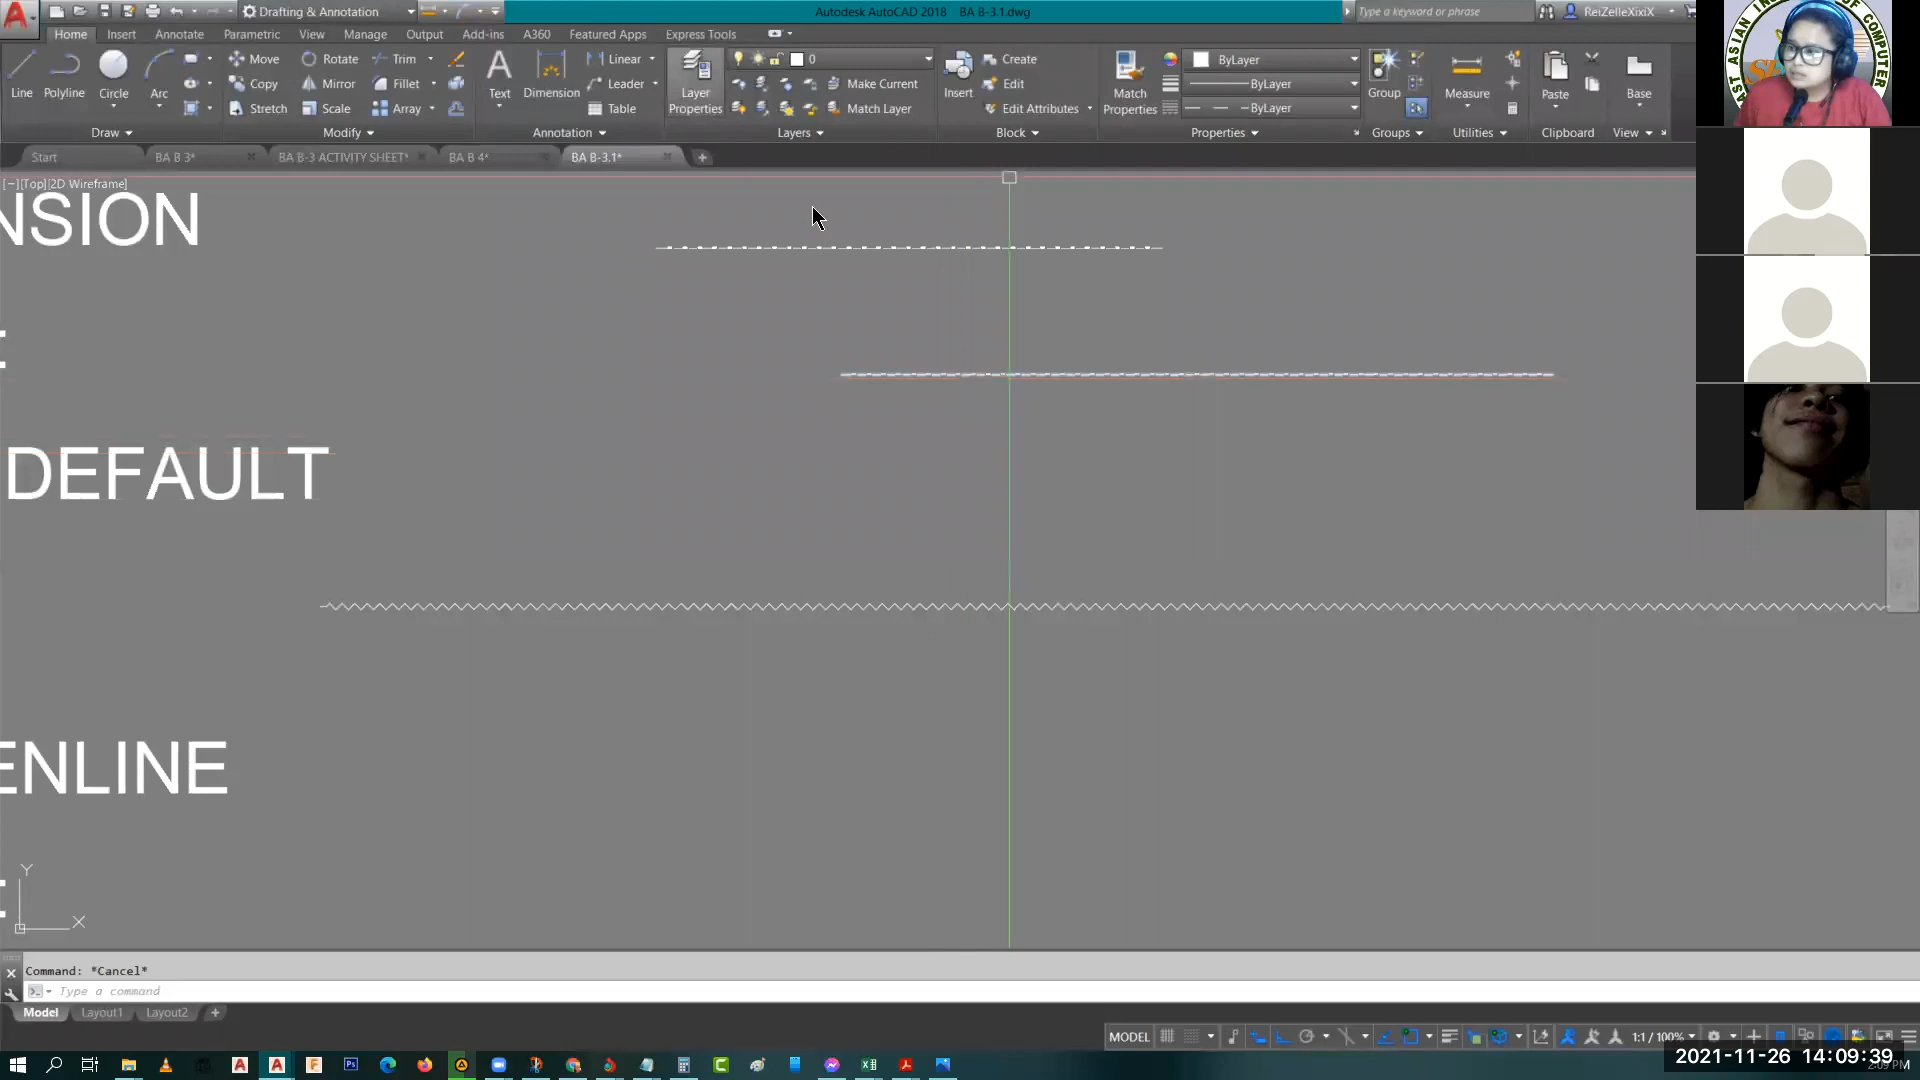 Drafting & Annotation
Autodesk AutoCAD 2018 BA B-3.1.dwg
Type a keyword or phrase
ReiZelleXixiX
Home Insert Annotate Parametric View Manage Output Add-ins A360 Featured Apps Express Tools
Line Polyline Circle Arc
Move Rotate Trim
Copy Mirror Fillet
Stretch Scale Array
Text Dimension
Linear
Leader
Table
Layer Properties
0
Make Current
Match Layer
Insert
Create
Edit
Edit Attributes
Match Properties
ByLayer
ByLayer
ByLayer
Group Measure Paste Base
Draw Modify Annotation Layers Block Properties Groups Utilities Clipboard View
Start BA B 3* BA B-3 ACTIVITY SHEET* BA B 4* BA B-3.1*
[−][Top][2D Wireframe]
NSION
DEFAULT
ENLINE
Y
X
Command: *Cancel*
Type a command
Model Layout1 Layout2
MODEL
1:1 / 100%
2021-11-26 14:09:39